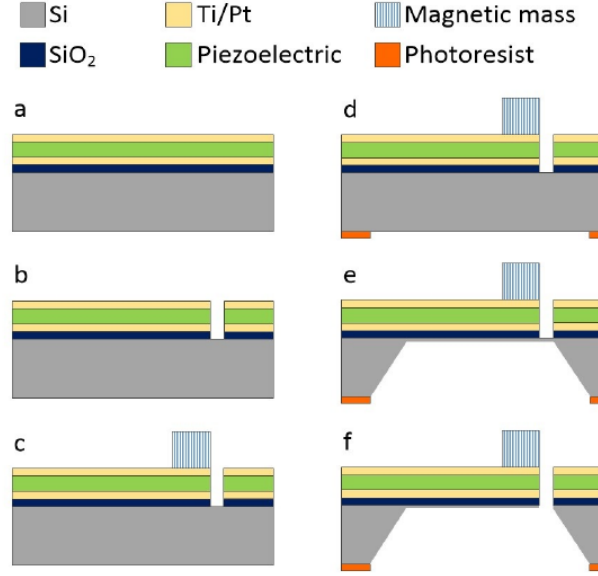 Si Ti/Pt Magnetic mass
SiO₂ Piezoelectric Photoresist
a d
b e
c f